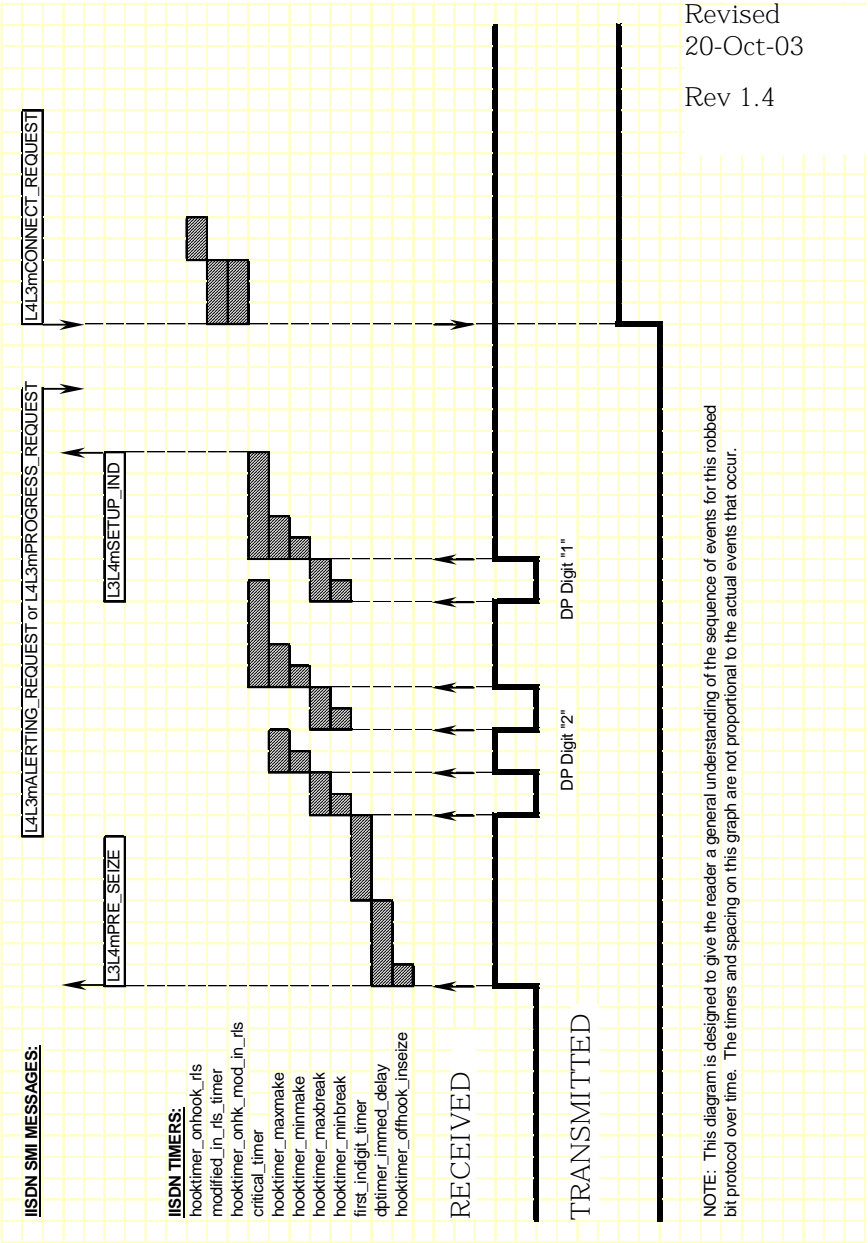 Revised
20-Oct-03
Rev 1.4
IISDN SMI MESSAGES:
L4L3mALERTING_REQUEST or L4L3mPROGRESS_REQUEST
L4L3mCONNECT_REQUEST
L3L4mPRE_SEIZE
L3L4mSETUP_IND
IISDN TIMERS:
hooktimer_onhook_rls
modified_in_rls_timer
hooktimer_onhk_mod_in_rls
critical_timer
hooktimer_maxmake
hooktimer_minmake
hooktimer_maxbreak
hooktimer_minbreak
first_indigit_timer
dptimer_immed_delay
hooktimer_offhook_inseize
RECEIVED
DP Digit "2"
DP Digit "1"
TRANSMITTED
NOTE: This diagram is designed to give the reader a general understanding of the sequence of events for this robbed
bit protocol over time. The timers and spacing on this graph are not proportional to the actual events that occur.